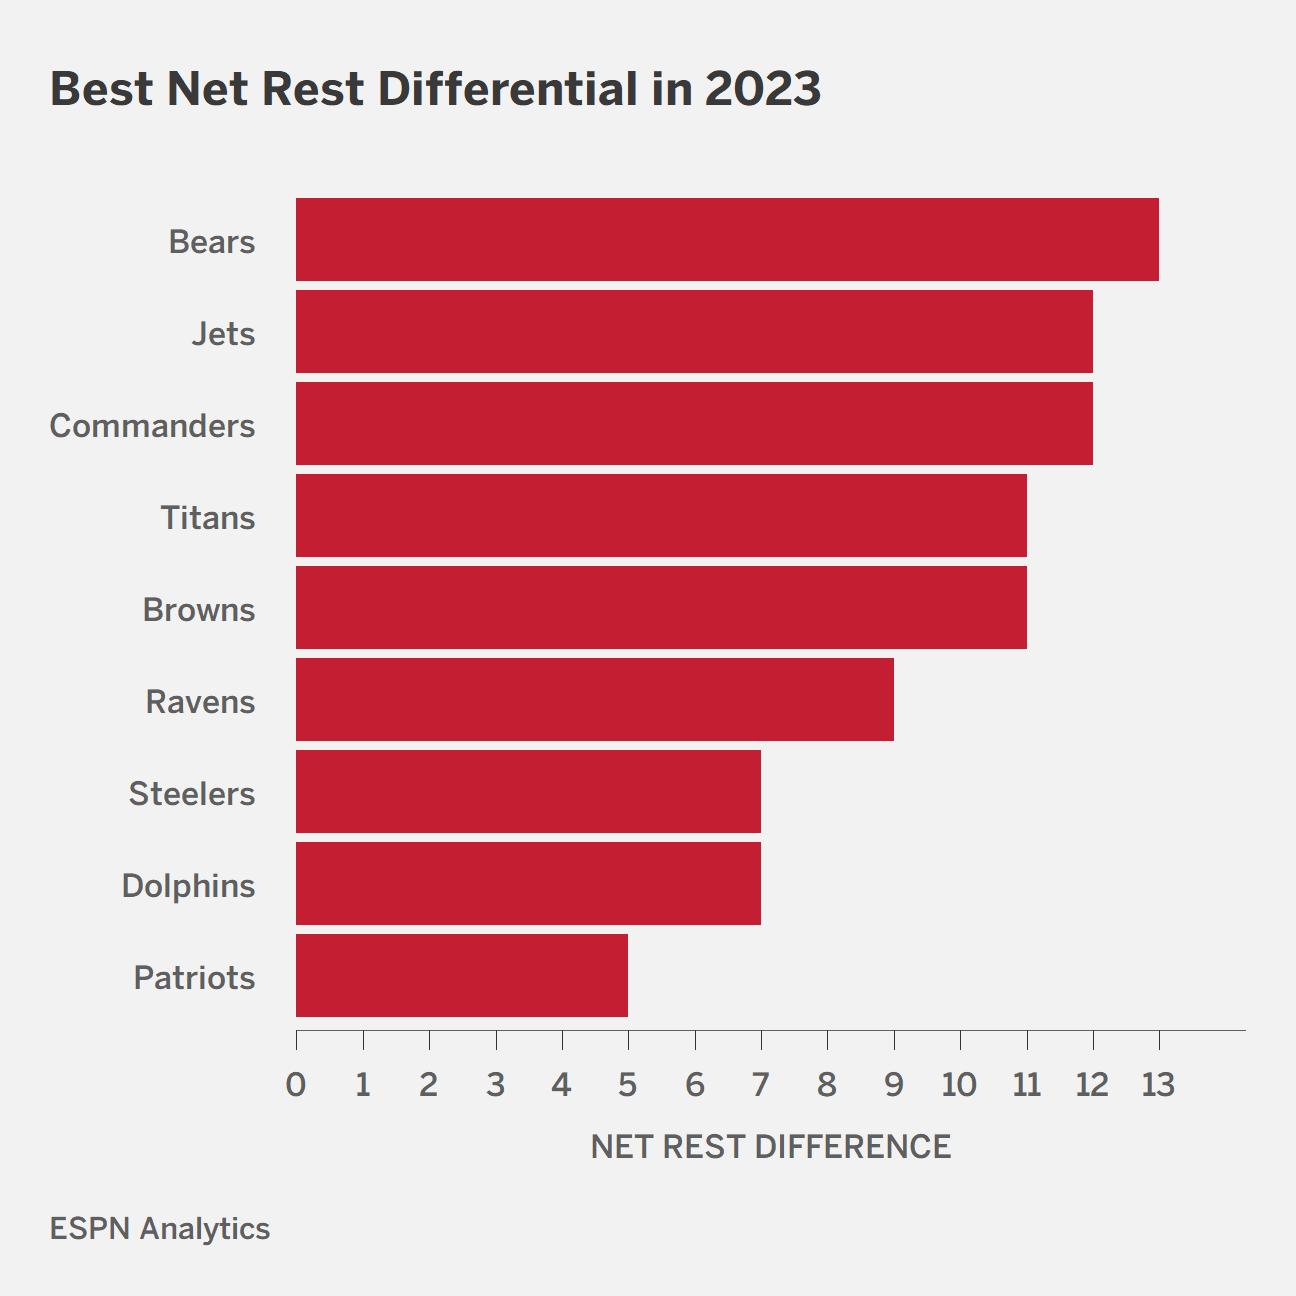 Best Net Rest Differential in 2023
Bears
Jets
Commanders
Titans
Browns
Ravens
Steelers
Dolphins
Patriots
0 1 2 3 4 5 6 7 8 9 10 11 12 13
NET REST DIFFERENCE
ESPN Analytics